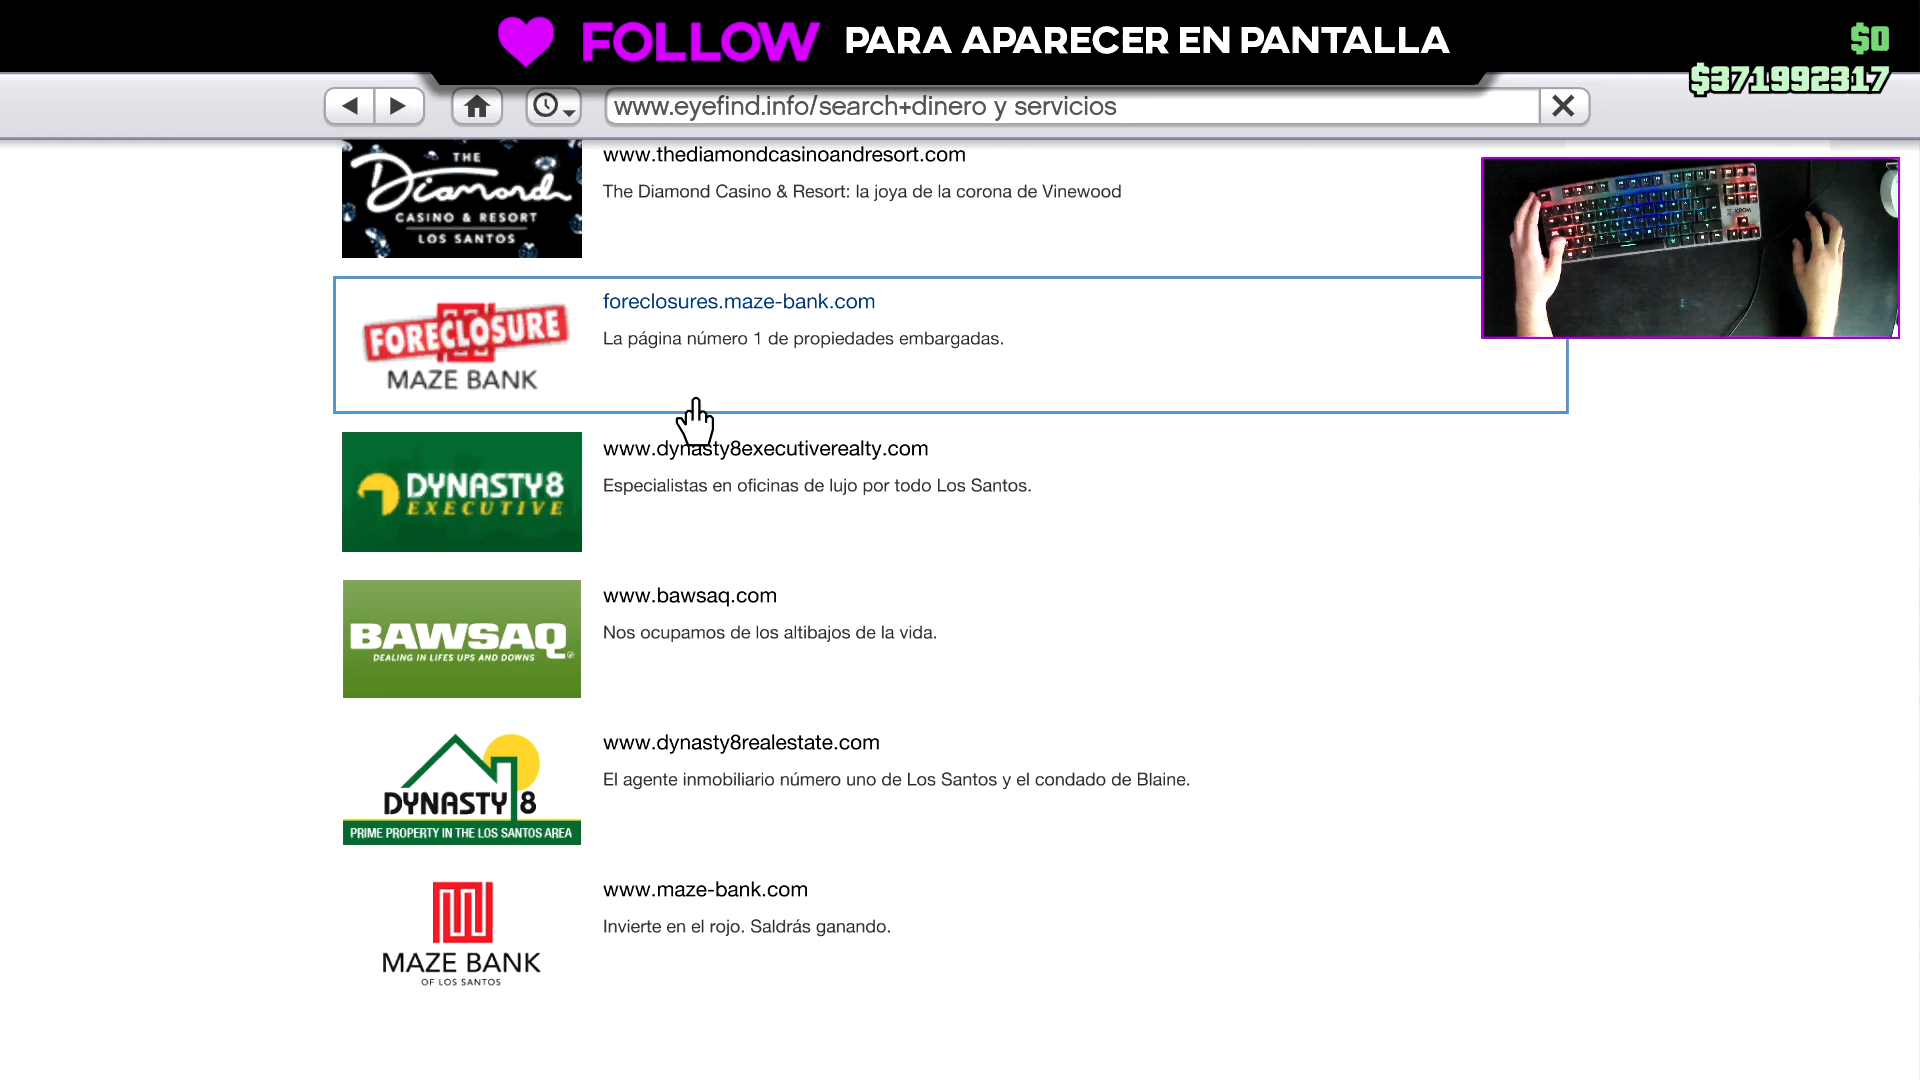 FOLLOW PARA APARECER EN PANTALLA
$0
$371992317
www.eyefind.info/search+dinero y servicios
THE
Diamond
CASINO & RESORT
LOS SANTOS
www.thediamondcasinoandresort.com
The Diamond Casino & Resort: la joya de la corona de Vinewood
FORECLOSURE
MAZE BANK
foreclosures.maze-bank.com
La página número 1 de propiedades embargadas.
DYNASTY8
EXECUTIVE
www.dynasty8executiverealty.com
Especialistas en oficinas de lujo por todo Los Santos.
BAWSAQ
DEALING IN LIFES UPS AND DOWNS
www.bawsaq.com
Nos ocupamos de los altibajos de la vida.
DYNASTY 8
PRIME PROPERTY IN THE LOS SANTOS AREA
www.dynasty8realestate.com
El agente inmobiliario número uno de Los Santos y el condado de Blaine.
MAZE BANK
OF LOS SANTOS
www.maze-bank.com
Invierte en el rojo. Saldrás ganando.